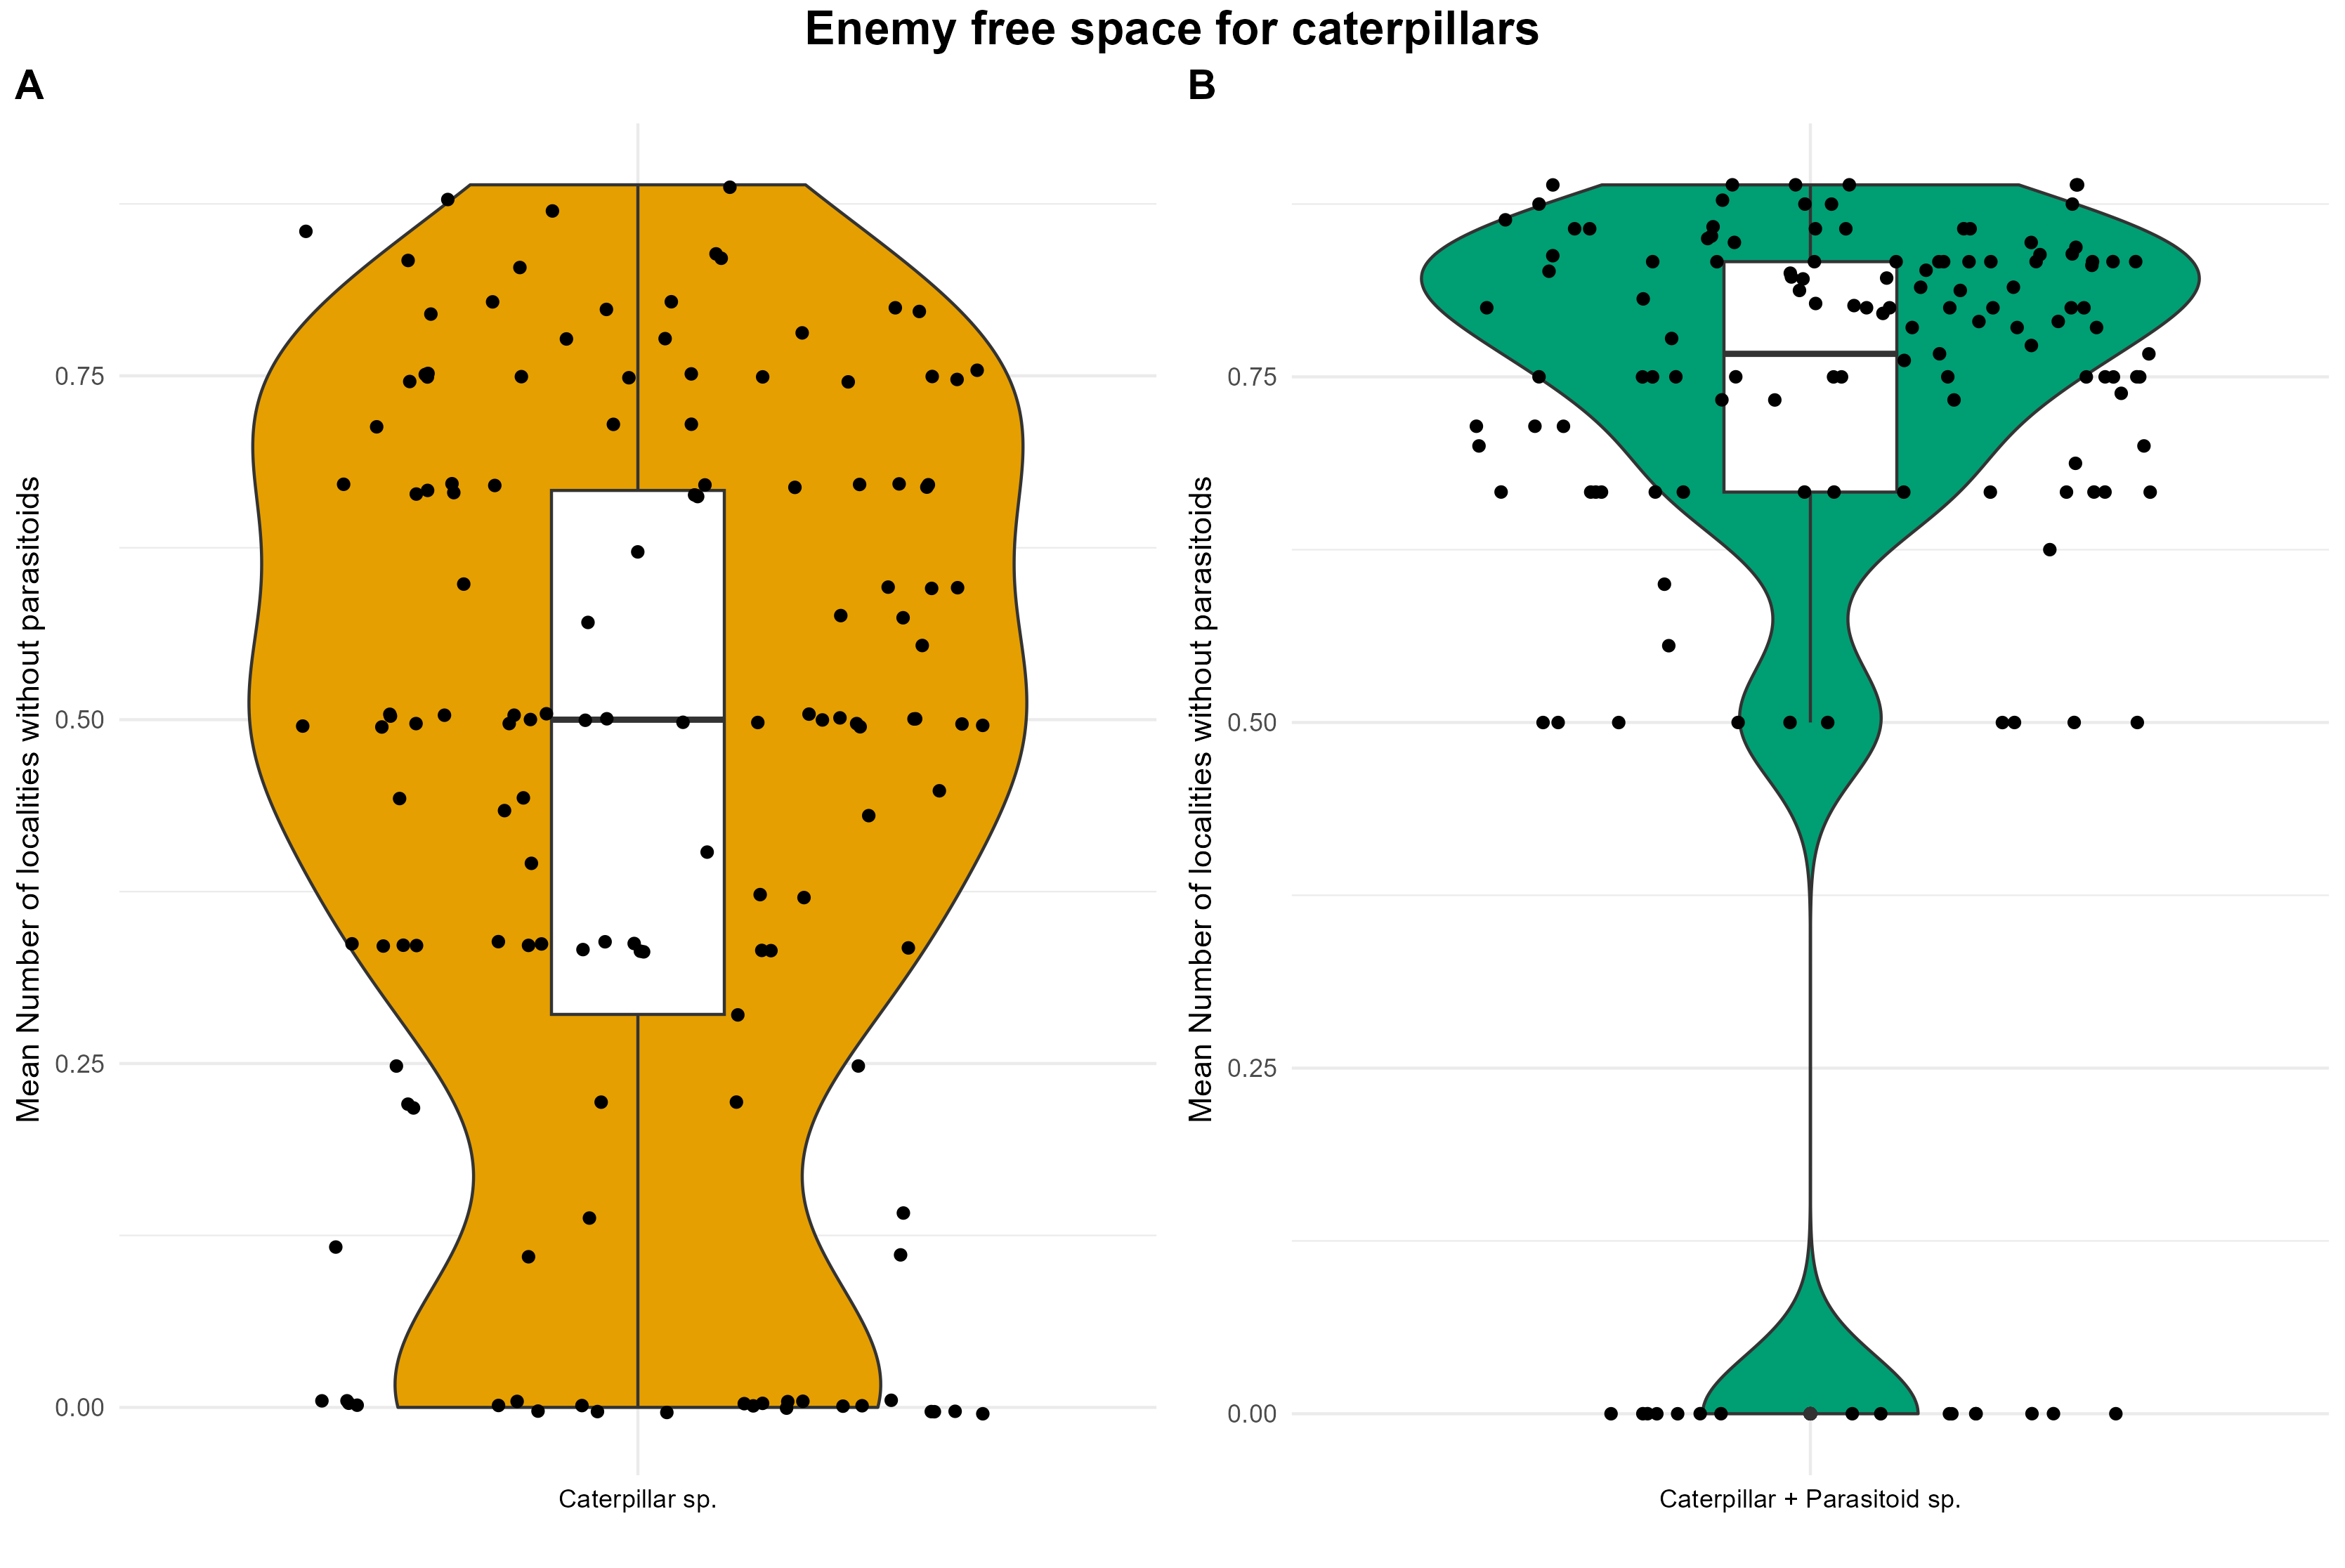 Enemy free space for caterpillars
A
Mean Number of localities without parasitoids
0.75
0.50
0.25
0.00
Caterpillar sp.
B
Mean Number of localities without parasitoids
0.75
0.50
0.25
0.00
Caterpillar + Parasitoid sp.